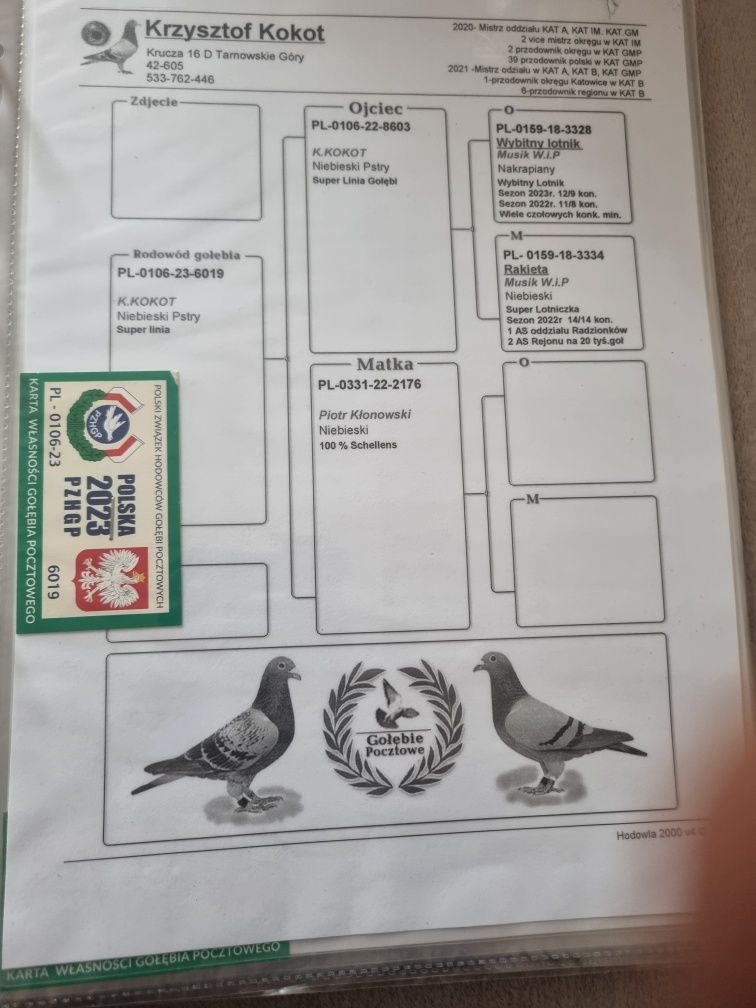 Krzysztof Kokot
Krucza 16 D Tarnowskie Góry
42-605
533-762-446
2020- Mistrz oddziału KAT A, KAT IM. KAT GM
2 vice mistrz okręgu w KAT IM
2 przodownik okręgu w KAT GMP
39 przodownik polski w KAT GMP
2021 -Mistrz odziału w KAT A, KAT B, KAT GMP
1-przodownik okręgu Katowice w KAT B
6-przodownik regionu w KAT B
Zdjęcie
Rodowód gołębia
PL-0106-23-6019
K.KOKOT
Niebieski Pstry
Super linia
Ojciec
PL-0106-22-8603
K.KOKOT
Niebieski Pstry
Super Linia Gołębi
Matka
PL-0331-22-2176
Piotr Kłonowski
Niebieski
100 % Schellens
O
PL-0159-18-3328
Wybitny lotnik
Musik W.i.P
Nakrapiany
Wybitny Lotnik
Sezon 2023r. 12/9 kon.
Sezon 2022r. 11/8 kon.
Wiele czołowych konk. min.
M
PL- 0159-18-3334
Rakieta
Musik W.i.P
Niebieski
Super Lotniczka
Sezon 2022r 14/14 kon.
1 AS oddziału Radzionków
2 AS Rejonu na 20 tyś.goł
O
M
POLSKI ZWIĄZEK HODOWCÓW GOŁĘBI POCZTOWYCH
PZHGP
POLSKA
2023
PZHGP
PL - 0106-23
6019
KARTA WŁASNOŚCI GOŁĘBIA POCZTOWEGO
Gołębie
Pocztowe
Hodowla 2000 v4
KARTA WŁASNOŚCI GOŁĘBIA POCZTOWEGO